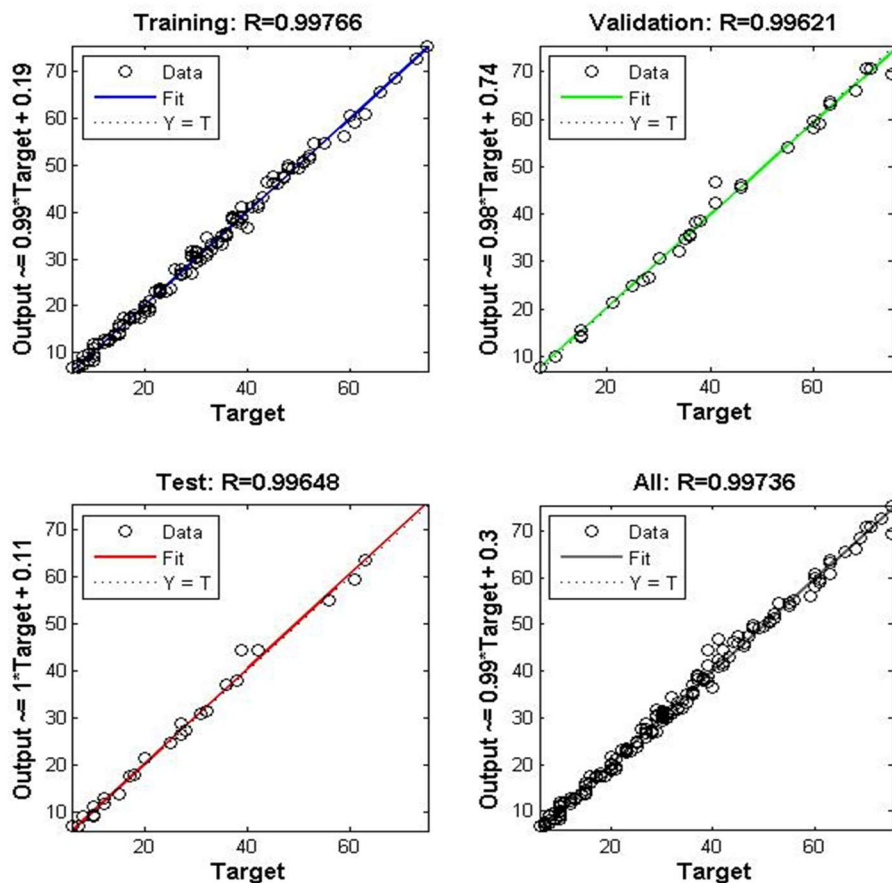 Training: R=0.99766
Output ~= 0.99*Target + 0.19
70
60
50
40
30
20
10
Data
Fit
Y = T
20
40
60
Target
Validation: R=0.99621
Output ~= 0.98*Target + 0.74
70
60
50
40
30
20
10
Data
Fit
Y = T
20
40
60
Target
Test: R=0.99648
Output ~= 1*Target + 0.11
70
60
50
40
30
20
10
Data
Fit
Y = T
20
40
60
Target
All: R=0.99736
Output ~= 0.99*Target + 0.3
70
60
50
40
30
20
10
Data
Fit
Y = T
20
40
60
Target